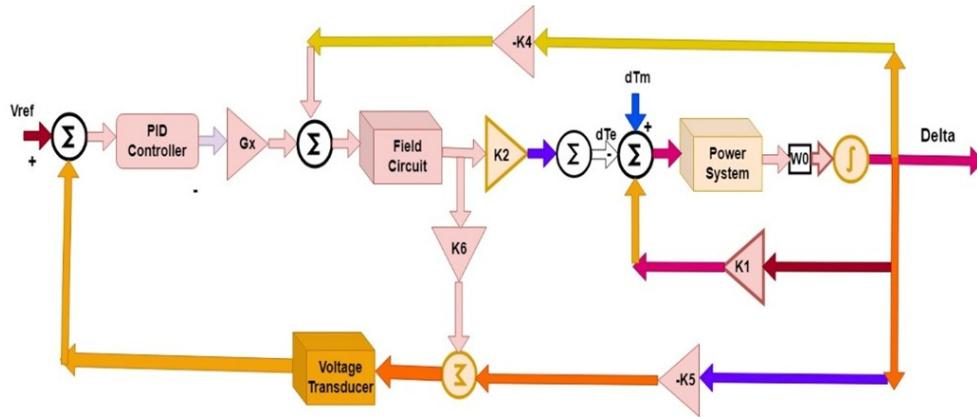 -K4
Vref
+
Σ
PID
Controller
-
Gx
Σ
Field
Circuit
K2
Σ
dTe
-
dTm
+
Σ
Power
System
W0
∫
Delta
K6
K1
Voltage
Transducer
Σ
-K5